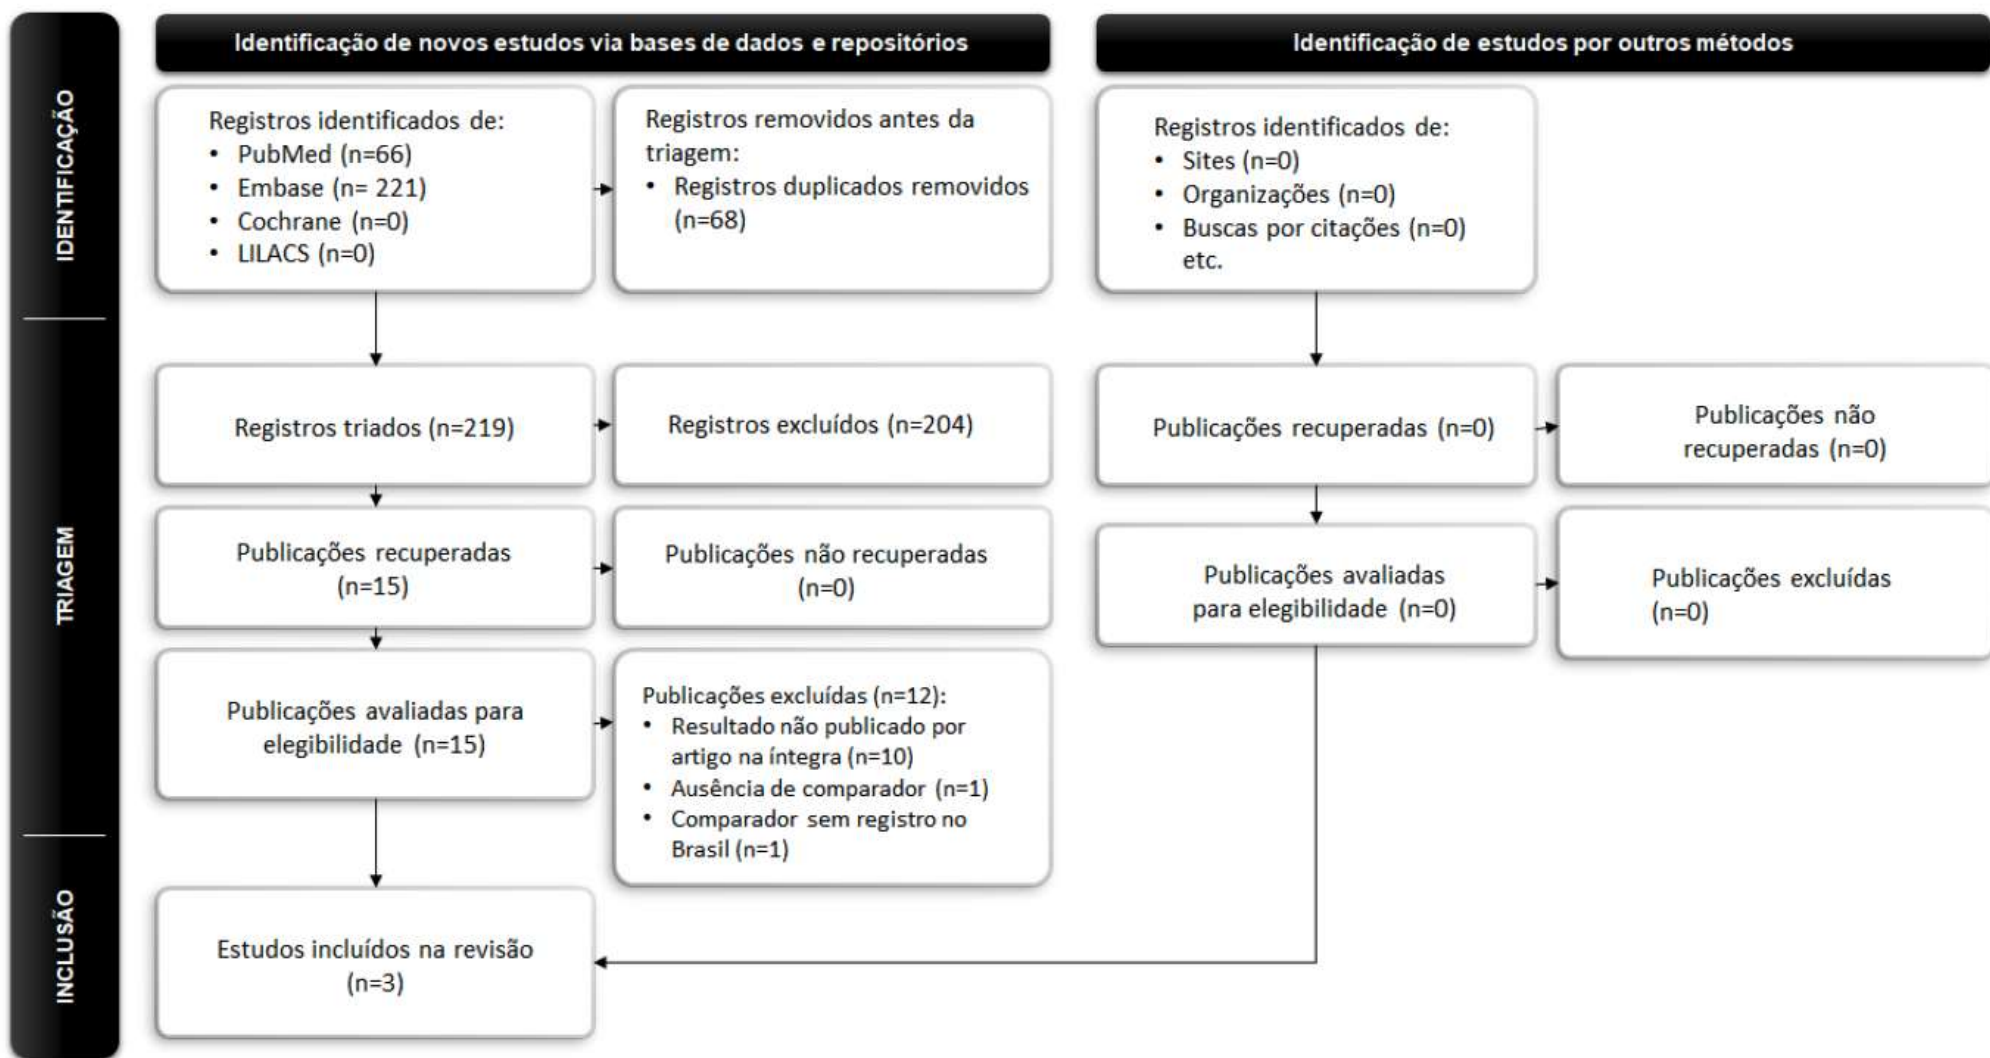 Identificação de novos estudos via bases de dados e repositórios
Identificação de estudos por outros métodos
IDENTIFICAÇÃO
Registros identificados de:
• PubMed (n=66)
• Embase (n= 221)
• Cochrane (n=0)
• LILACS (n=0)
Registros removidos antes da
triagem:
• Registros duplicados removidos
(n=68)
Registros identificados de:
• Sites (n=0)
• Organizações (n=0)
• Buscas por citações (n=0)
etc.
TRIAGEM
Registros triados (n=219)
Registros excluídos (n=204)
Publicações recuperadas (n=0)
Publicações não
recuperadas (n=0)
Publicações recuperadas
(n=15)
Publicações não recuperadas
(n=0)
Publicações avaliadas
para elegibilidade (n=0)
Publicações excluídas
(n=0)
Publicações avaliadas para
elegibilidade (n=15)
Publicações excluídas (n=12):
• Resultado não publicado por
artigo na íntegra (n=10)
• Ausência de comparador (n=1)
• Comparador sem registro no
Brasil (n=1)
INCLUSÃO
Estudos incluídos na revisão
(n=3)